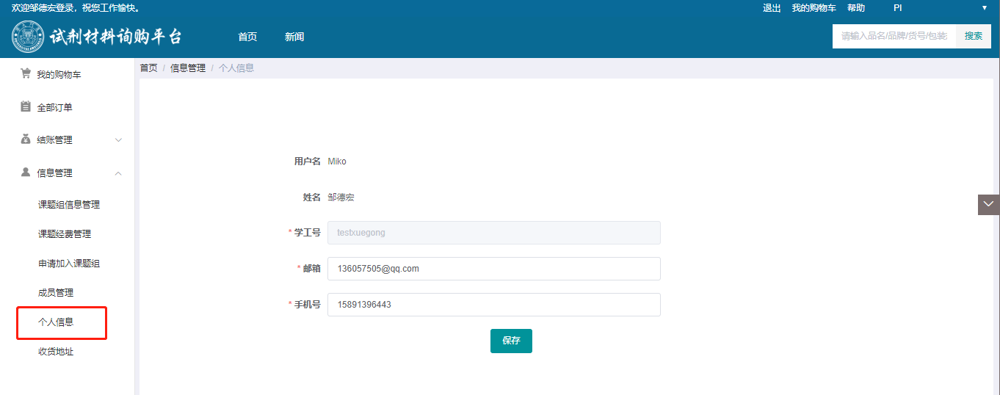 欢迎邹德宏登录，祝您工作愉快。
退出 我的购物车 帮助 PI
试剂材料询购平台
首页 新闻
请输入品名/品牌/货号/包装 搜索
我的购物车
全部订单
结账管理
信息管理
课题组信息管理
课题经费管理
申请加入课题组
成员管理
个人信息
收货地址
首页 / 信息管理 / 个人信息
用户名 Miko
姓名 邹德宏
* 学工号 testxuegong
* 邮箱 136057505@qq.com
* 手机号 15891396443
保存